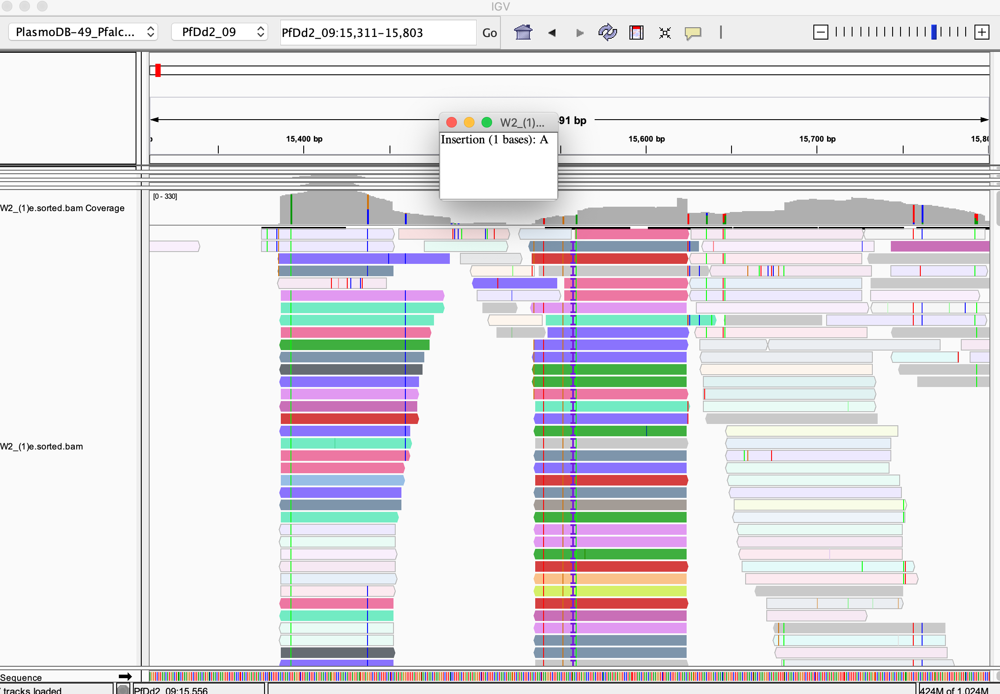 IGV
PlasmoDB-49_Pfalc...
PfDd2_09
PfDd2_09:15,311-15,803
Go
W2_(1)...
Insertion (1 bases): A
91 bp
15,400 bp
15,600 bp
15,700 bp
15,80
[0 - 330]
W2_(1)e.sorted.bam Coverage
W2_(1)e.sorted.bam
Sequence
tracks loaded
PfDd2_09:15,556
424M of 1,024M